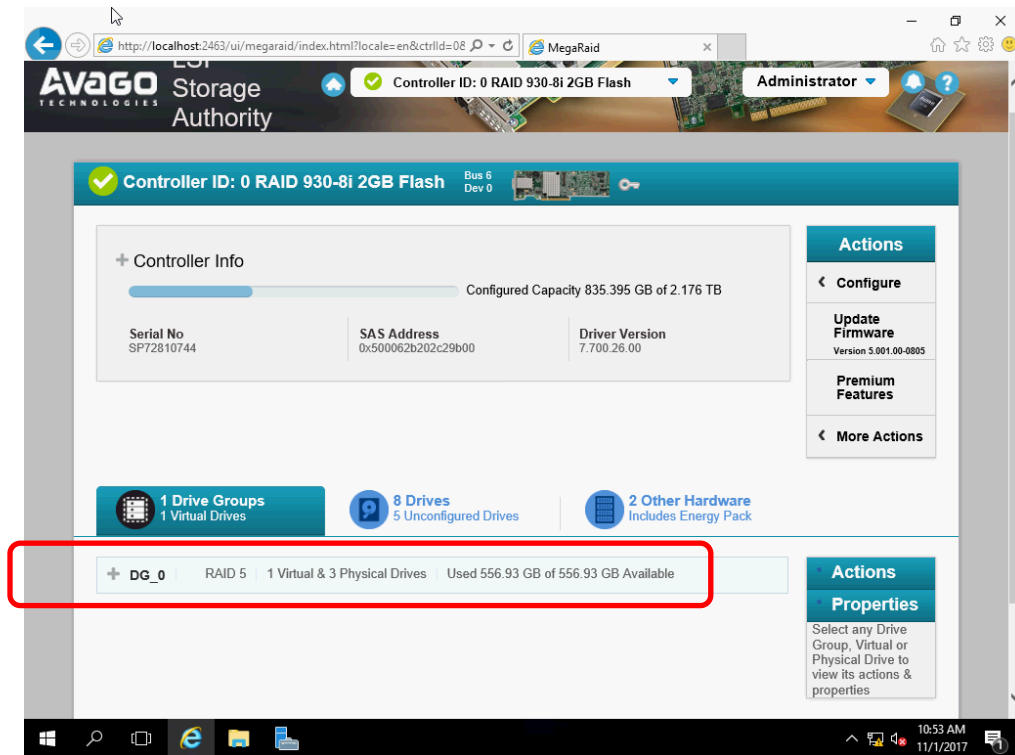 http://localhost:2463/ui/megaraid/index.html?locale=en&ctrlId=08
MegaRaid
Avago
TECHNOLOGIES
LSI
Storage
Authority
Controller ID: 0 RAID 930-8i 2GB Flash
Administrator
Controller ID: 0 RAID 930-8i 2GB Flash
Bus 6
Dev 0
Controller Info
Configured Capacity 835.395 GB of 2.176 TB
Serial No
SP72810744
SAS Address
0x500062b202c29b00
Driver Version
7.700.26.00
Actions
Configure
Update
Firmware
Version 5.001.00-0805
Premium
Features
More Actions
1 Drive Groups
1 Virtual Drives
8 Drives
5 Unconfigured Drives
2 Other Hardware
Includes Energy Pack
DG_0 RAID 5 1 Virtual & 3 Physical Drives Used 556.93 GB of 556.93 GB Available
Actions
Properties
Select any Drive
Group, Virtual or
Physical Drive to
view its actions &
properties
10:53 AM
11/1/2017
1